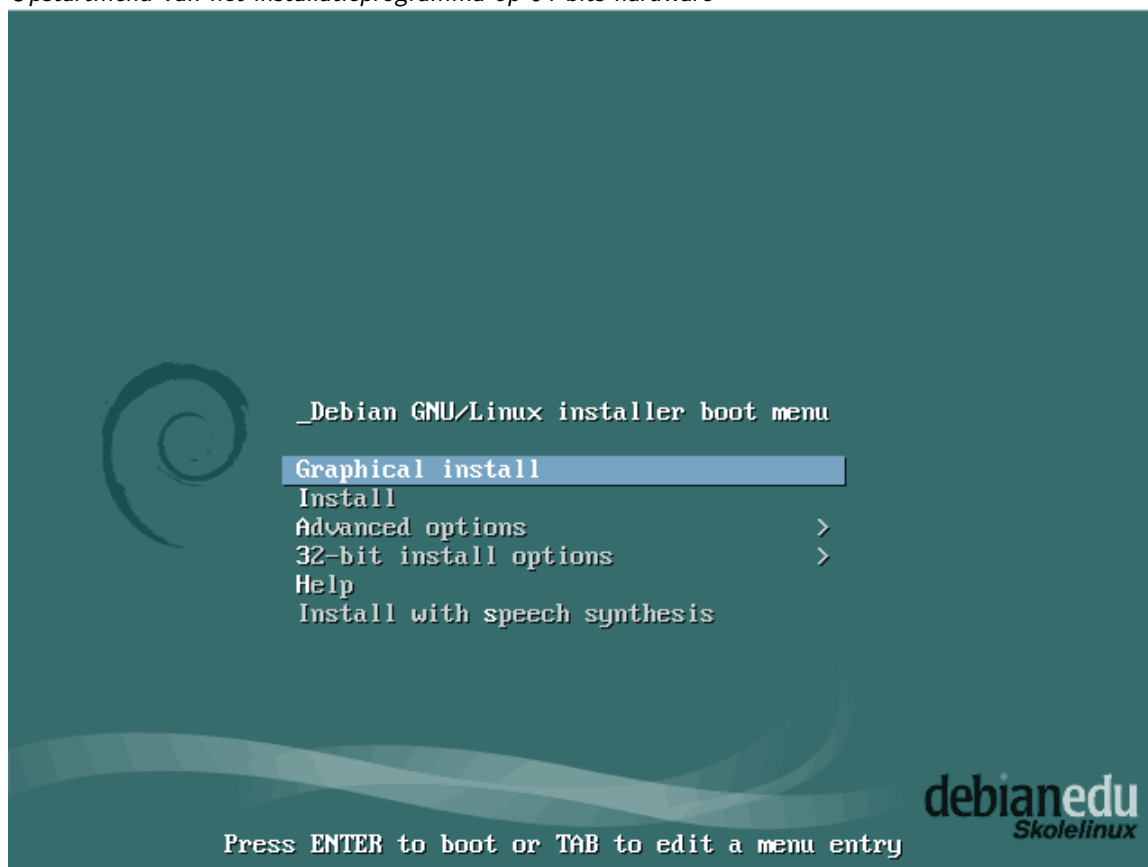 Opstartmenu van het installatieprogramma op 64-bits hardware
_Debian GNU/Linux installer boot menu
Graphical install
Install
Advanced options >
32-bit install options >
Help
Install with speech synthesis
debianedu
Skolelinux
Press ENTER to boot or TAB to edit a menu entry